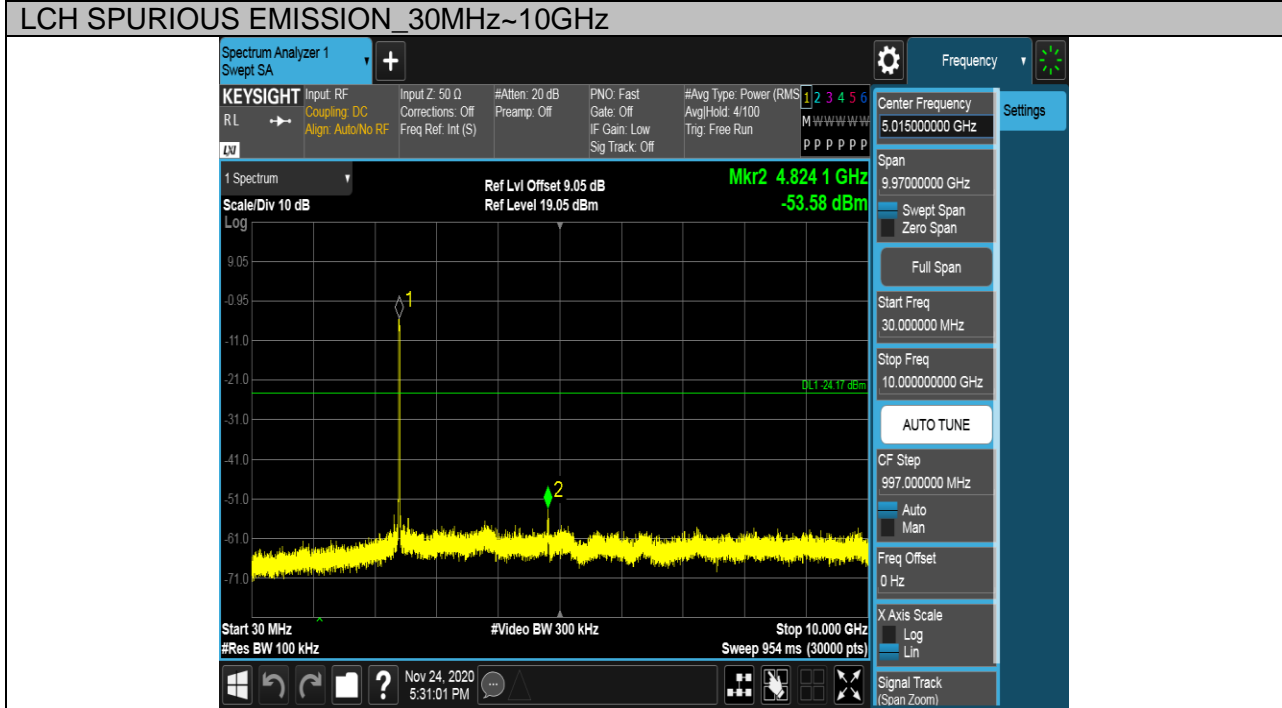 LCH SPURIOUS EMISSION_30MHz~10GHz
Spectrum Analyzer 1
Swept SA
Frequency
KEYSIGHT Input: RF Input Z: 50 Ω #Atten: 20 dB PNO: Fast #Avg Type: Power (RMS 1 2 3 4 5 6
RL Coupling: DC Corrections: Off Preamp: Off Gate: Off Avg|Hold: 4/100 M W W W W W
Align: Auto/No RF Freq Ref: Int (S) IF Gain: Low Trig: Free Run
LXI Sig Track: Off P P P P P P
1 Spectrum
Ref Lvl Offset 9.05 dB
Mkr2 4.824 1 GHz
Scale/Div 10 dB
Ref Level 19.05 dBm
-53.58 dBm
Log
9.05
-0.95
1
-11.0
-21.0
DL1 -24.17 dBm
-31.0
-41.0
-51.0
2
-61.0
-71.0
Start 30 MHz #Video BW 300 kHz Stop 10.000 GHz
#Res BW 100 kHz Sweep 954 ms (30000 pts)
? Nov 24, 2020
5:31:01 PM
Center Frequency
5.015000000 GHz
Settings
Span
9.97000000 GHz
Swept Span
Zero Span
Full Span
Start Freq
30.000000 MHz
Stop Freq
10.000000000 GHz
AUTO TUNE
CF Step
997.000000 MHz
Auto
Man
Freq Offset
0 Hz
X Axis Scale
Log
Lin
Signal Track
(Span Zoom)